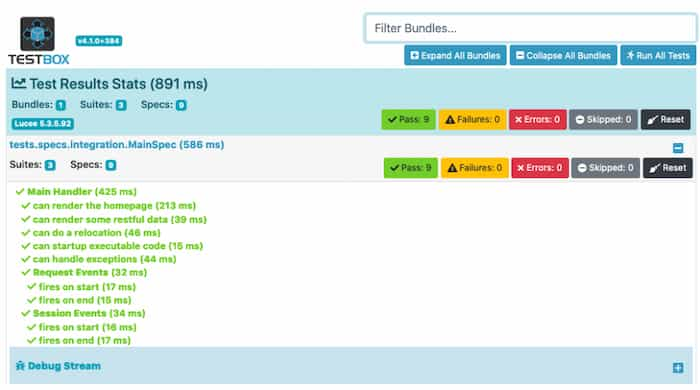 Filter Bundles...
TESTBOX
v4.1.0+384
Expand All Bundles
Collapse All Bundles
Run All Tests
Test Results Stats (891 ms)
Bundles: 1 Suites: 3 Specs: 9
Lucee 5.3.5.92
Pass: 9 Failures: 0 Errors: 0 Skipped: 0 Reset
tests.specs.integration.MainSpec (586 ms)
Suites: 3 Specs: 9
Pass: 9 Failures: 0 Errors: 0 Skipped: 0 Reset
Main Handler (425 ms)
can render the homepage (213 ms)
can render some restful data (39 ms)
can do a relocation (46 ms)
can startup executable code (15 ms)
can handle exceptions (44 ms)
Request Events (32 ms)
fires on start (17 ms)
fires on end (15 ms)
Session Events (34 ms)
fires on start (16 ms)
fires on end (17 ms)
Debug Stream